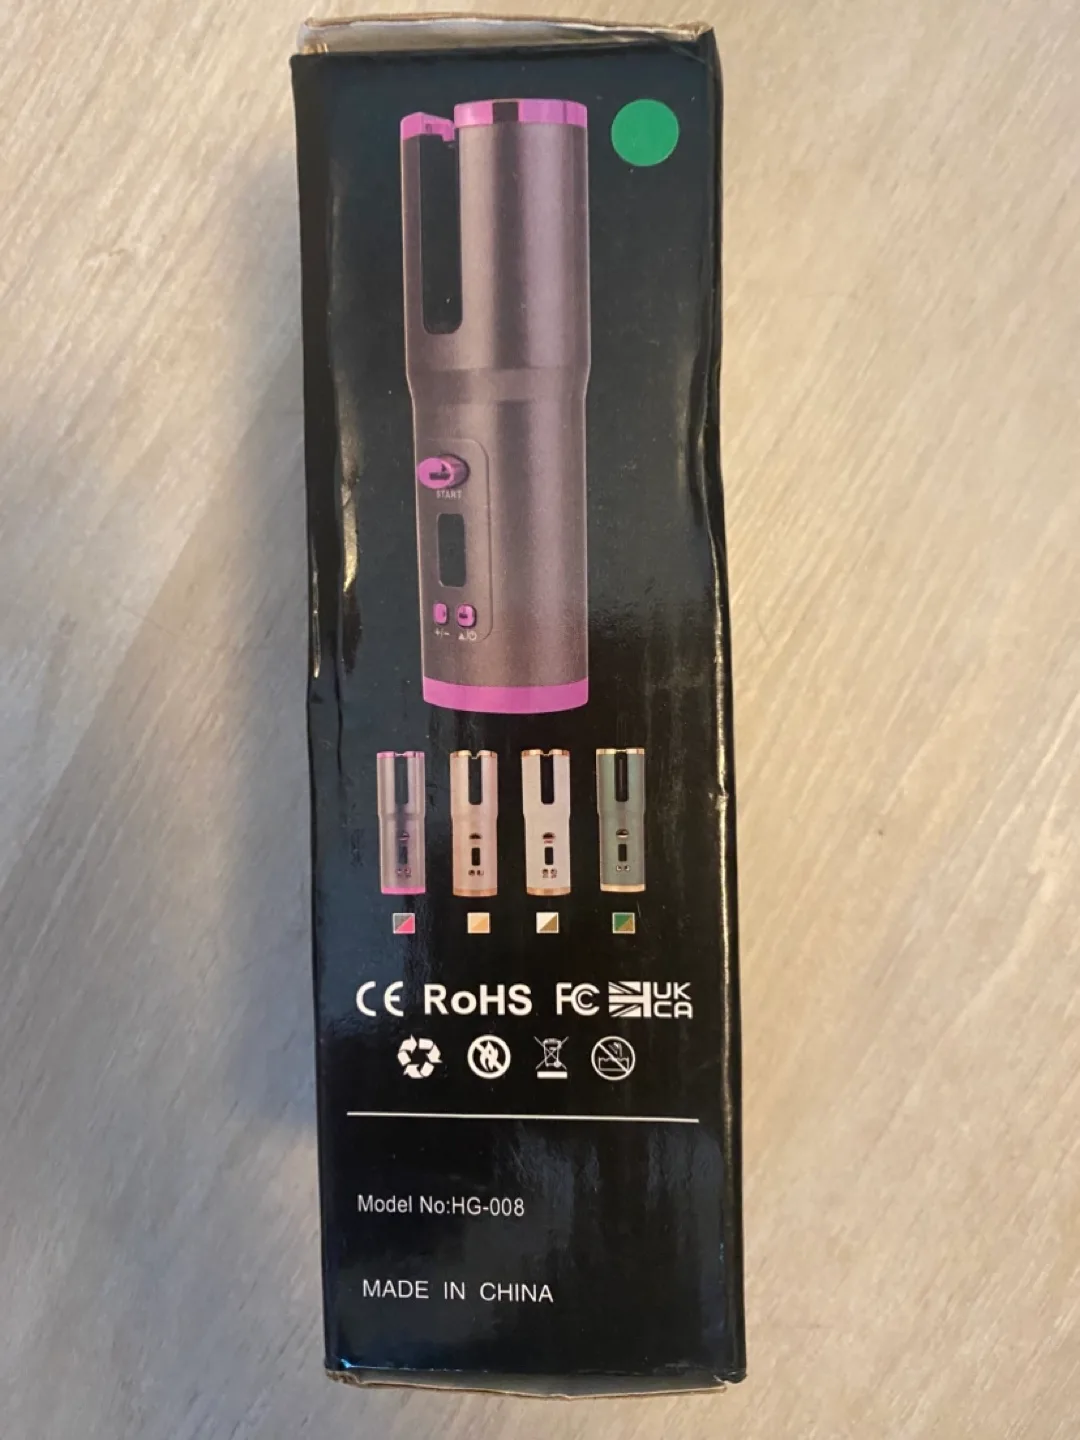 START
+/-
CE RoHS FC UK
CA
Model No:HG-008
MADE IN CHINA